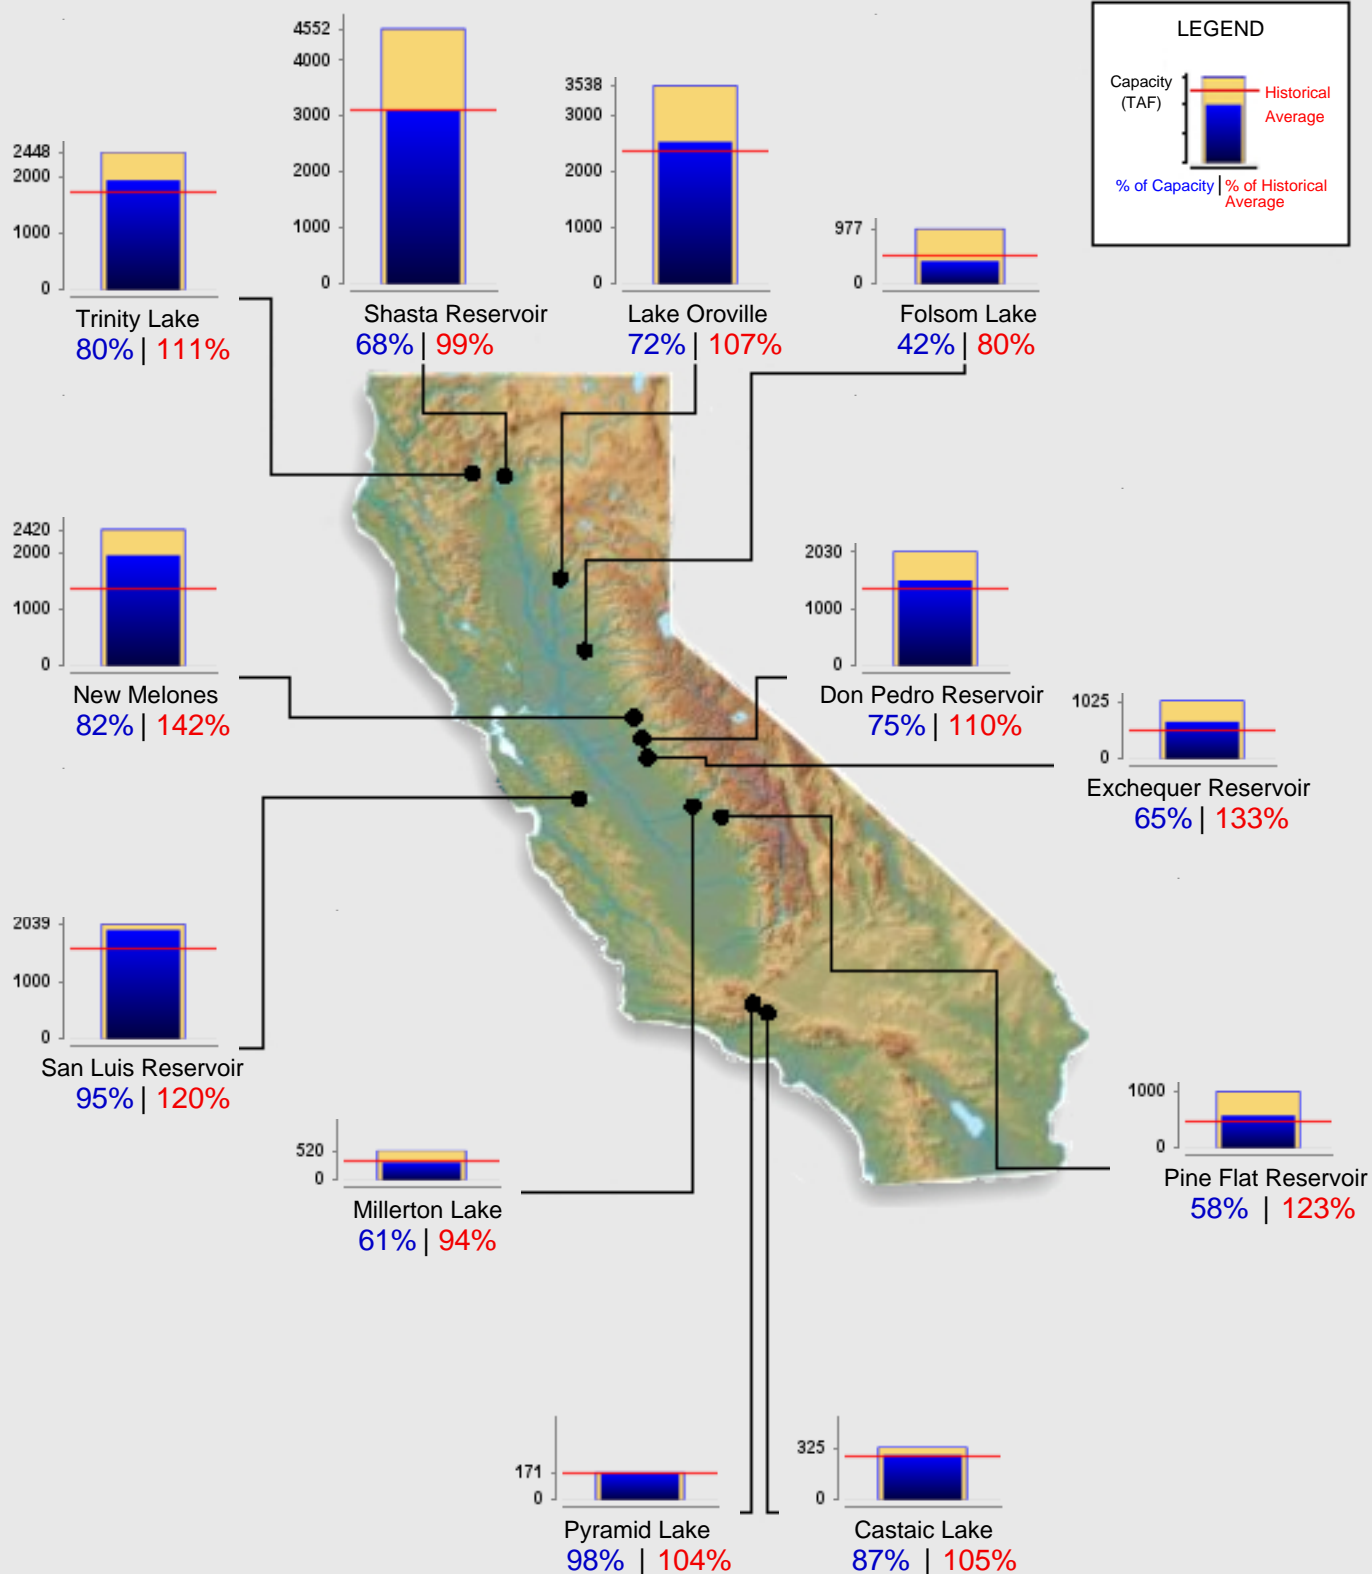 LEGEND
Capacity
(TAF)
Historical
Average
% of Capacity | % of Historical
Average
4552
4000
3000
2000
1000
0
Shasta Reservoir
68% | 99%
3538
3000
2000
1000
0
Lake Oroville
72% | 107%
2448
2000
1000
0
Trinity Lake
80% | 111%
977
0
Folsom Lake
42% | 80%
2420
2000
1000
0
New Melones
82% | 142%
2030
1000
0
Don Pedro Reservoir
75% | 110%
1025
0
Exchequer Reservoir
65% | 133%
2039
1000
0
San Luis Reservoir
95% | 120%
520
0
Millerton Lake
61% | 94%
1000
0
Pine Flat Reservoir
58% | 123%
171
0
Pyramid Lake
98% | 104%
325
0
Castaic Lake
87% | 105%